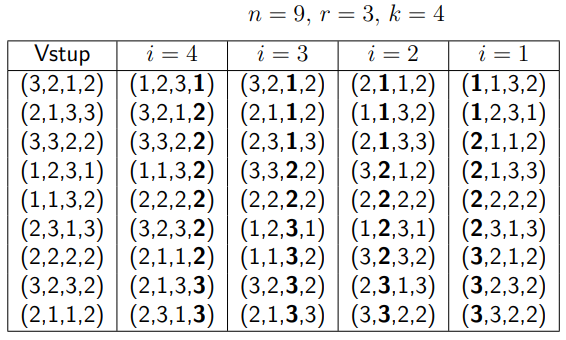 n = 9, r = 3, k = 4
Vstup i = 4 i = 3 i = 2 i = 1
(3,2,1,2) (1,2,3,1) (3,2,1,2) (2,1,1,2) (1,1,3,2)
(2,1,3,3) (3,2,1,2) (2,1,1,2) (1,1,3,2) (1,2,3,1)
(3,3,2,2) (3,3,2,2) (2,3,1,3) (2,1,3,3) (2,1,1,2)
(1,2,3,1) (1,1,3,2) (3,3,2,2) (3,2,1,2) (2,1,3,3)
(1,1,3,2) (2,2,2,2) (2,2,2,2) (2,2,2,2) (2,2,2,2)
(2,3,1,3) (3,2,3,2) (1,2,3,1) (1,2,3,1) (2,3,1,3)
(2,2,2,2) (2,1,1,2) (1,1,3,2) (3,2,3,2) (3,2,1,2)
(3,2,3,2) (2,1,3,3) (3,2,3,2) (2,3,1,3) (3,2,3,2)
(2,1,1,2) (2,3,1,3) (2,1,3,3) (3,3,2,2) (3,3,2,2)